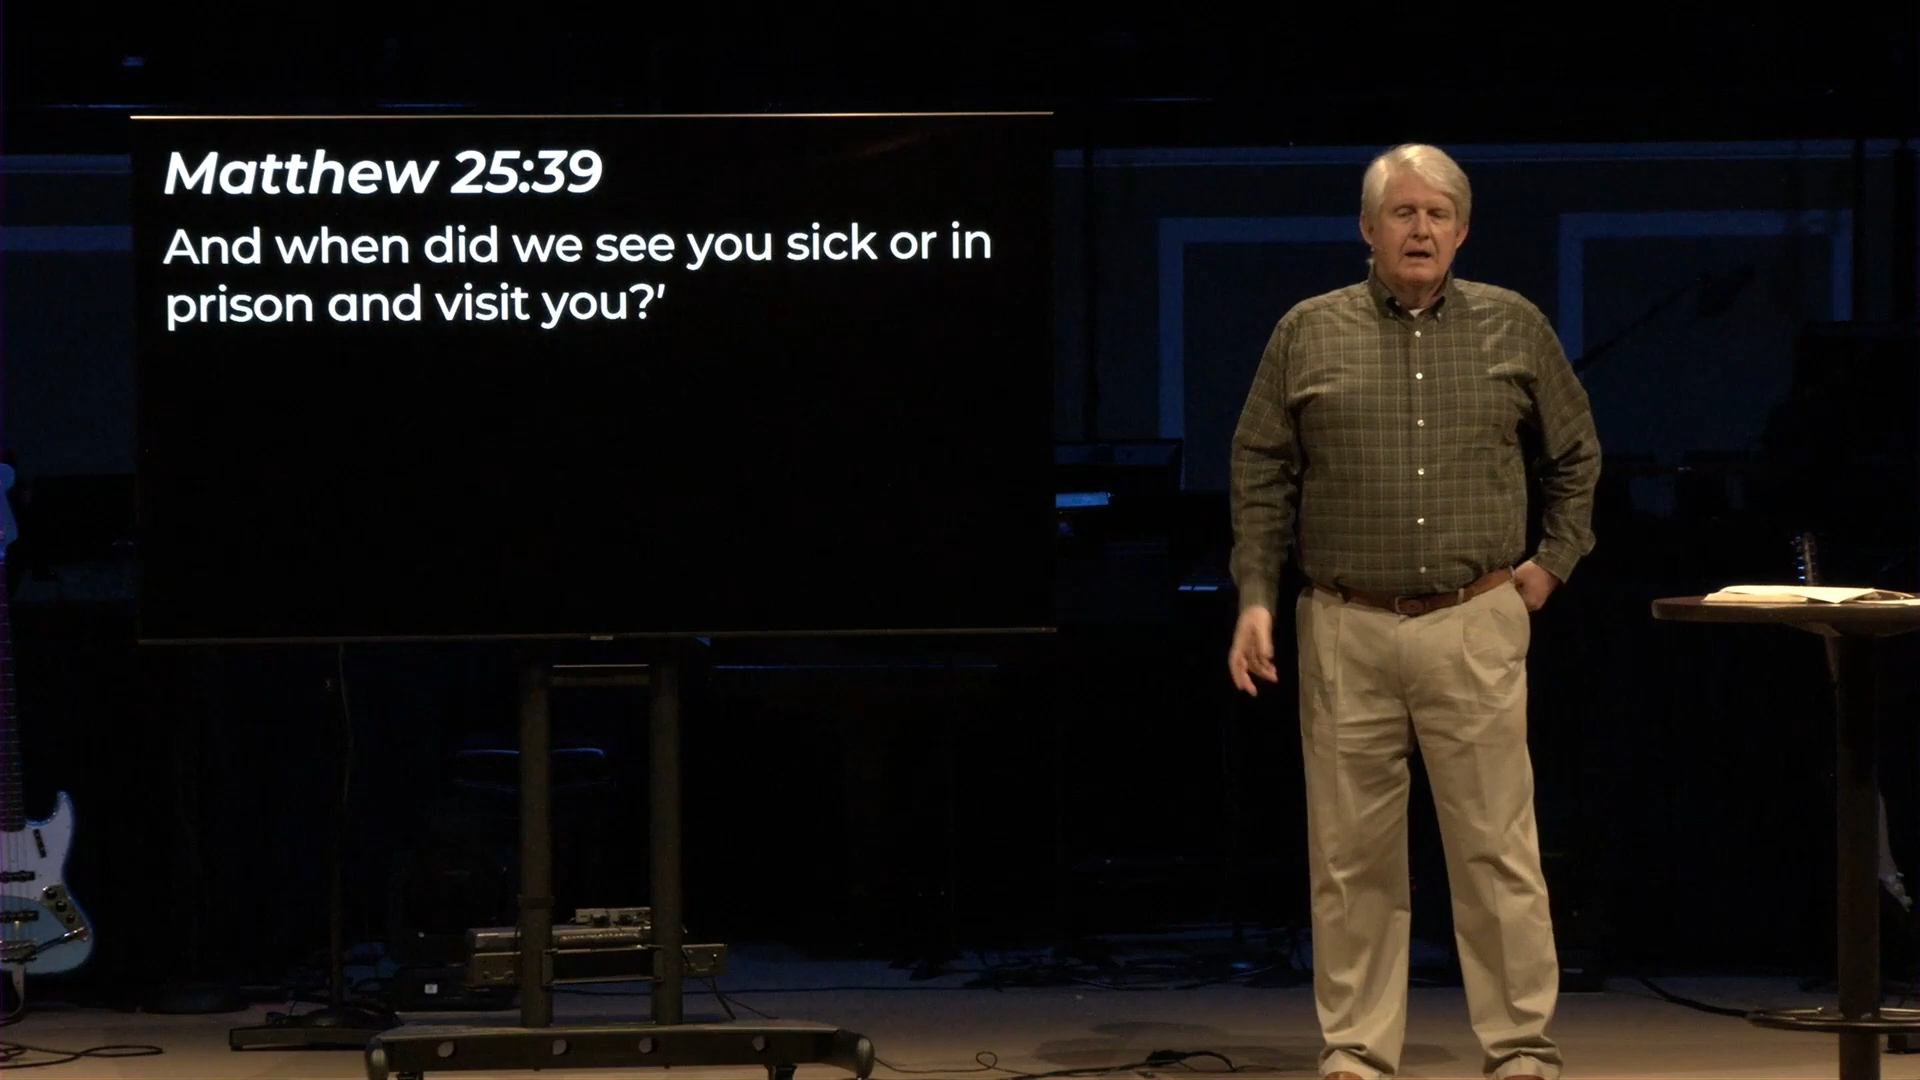 Matthew 25:39
And when did we see you sick or in
prison and visit you?'